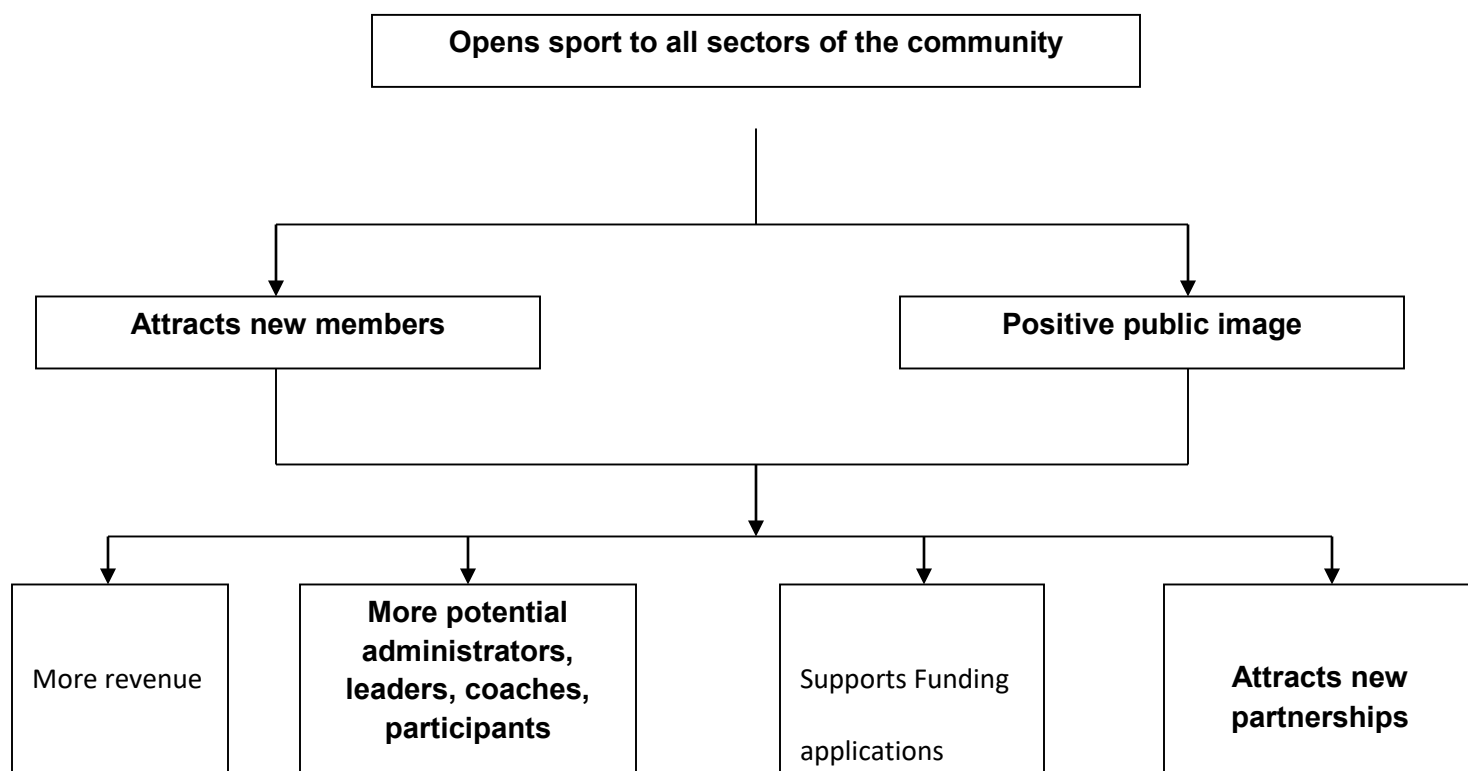 Opens sport to all sectors of the community
Attracts new members
Positive public image
More revenue
More potential
administrators,
leaders, coaches,
participants
Supports Funding
applications
Attracts new
partnerships